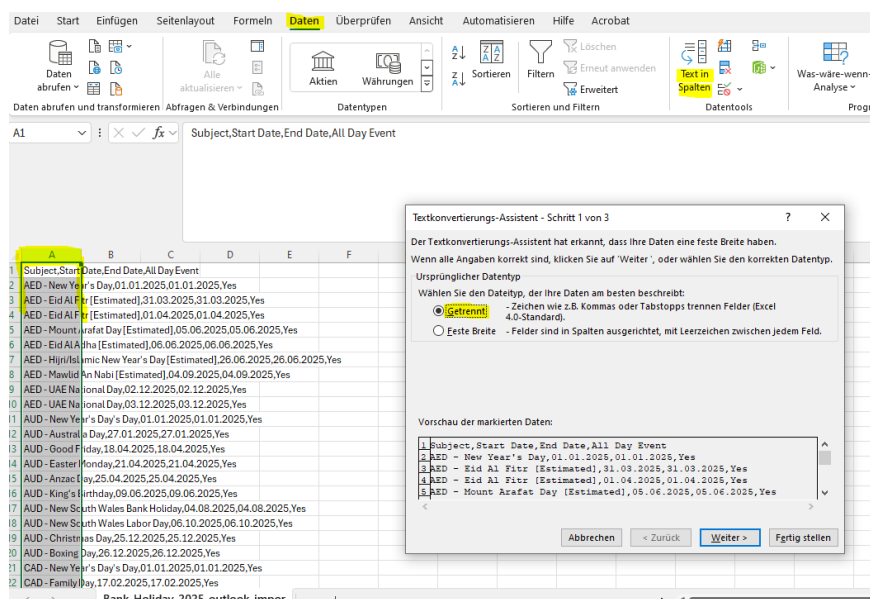 Datei Start Einfügen Seitenlayout Formeln Daten Überprüfen Ansicht Automatisieren Hilfe Acrobat
Daten abrufen
Alle aktualisieren
Aktien
Währungen
Sortieren
Filtern
Löschen
Erneut anwenden
Erweitert
Text in Spalten
Was-wäre-wenn-
Analyse
Daten abrufen und transformieren Abfragen & Verbindungen Datentypen Sortieren und Filtern Datentools Prog
A1 fx Subject,Start Date,End Date,All Day Event
A B C D E F
1 Subject,Start Date,End Date,All Day Event
2 AED - New Year's Day,01.01.2025,01.01.2025,Yes
3 AED - Eid Al Fitr [Estimated],31.03.2025,31.03.2025,Yes
4 AED - Eid Al Fitr [Estimated],01.04.2025,01.04.2025,Yes
5 AED - Mount Arafat Day [Estimated],05.06.2025,05.06.2025,Yes
6 AED - Eid Al Adha [Estimated],06.06.2025,06.06.2025,Yes
7 AED - Hijri/Islamic New Year's Day [Estimated],26.06.2025,26.06.2025,Yes
8 AED - Mawlid An Nabi [Estimated],04.09.2025,04.09.2025,Yes
9 AED - UAE National Day,02.12.2025,02.12.2025,Yes
10 AED - UAE National Day,03.12.2025,03.12.2025,Yes
11 AUD - New Year's Day's Day,01.01.2025,01.01.2025,Yes
12 AUD - Australia Day,27.01.2025,27.01.2025,Yes
13 AUD - Good Friday,18.04.2025,18.04.2025,Yes
14 AUD - Easter Monday,21.04.2025,21.04.2025,Yes
15 AUD - Anzac Day,25.04.2025,25.04.2025,Yes
16 AUD - King's Birthday,09.06.2025,09.06.2025,Yes
17 AUD - New South Wales Bank Holiday,04.08.2025,04.08.2025,Yes
18 AUD - New South Wales Labor Day,06.10.2025,06.10.2025,Yes
19 AUD - Christmas Day,25.12.2025,25.12.2025,Yes
20 AUD - Boxing Day,26.12.2025,26.12.2025,Yes
21 CAD - New Year's Day's Day,01.01.2025,01.01.2025,Yes
22 CAD - Family Day,17.02.2025,17.02.2025,Yes
Textkonvertierungs-Assistent - Schritt 1 von 3 ? X
Der Textkonvertierungs-Assistent hat erkannt, dass Ihre Daten eine feste Breite haben.
Wenn alle Angaben korrekt sind, klicken Sie auf 'Weiter ', oder wählen Sie den korrekten Datentyp.
Ursprünglicher Datentyp
Wählen Sie den Dateityp, der Ihre Daten am besten beschreibt:
Getrennt - Zeichen wie z.B. Kommas oder Tabstopps trennen Felder (Excel
4.0-Standard).
Feste Breite - Felder sind in Spalten ausgerichtet, mit Leerzeichen zwischen jedem Feld.
Vorschau der markierten Daten:
1 Subject,Start Date,End Date,All Day Event
2 AED - New Year's Day,01.01.2025,01.01.2025,Yes
3 AED - Eid Al Fitr [Estimated],31.03.2025,31.03.2025,Yes
4 AED - Eid Al Fitr [Estimated],01.04.2025,01.04.2025,Yes
5 AED - Mount Arafat Day [Estimated],05.06.2025,05.06.2025,Yes
Abbrechen < Zurück Weiter > Fertig stellen
Bank_Holiday_2025_outlook_impor